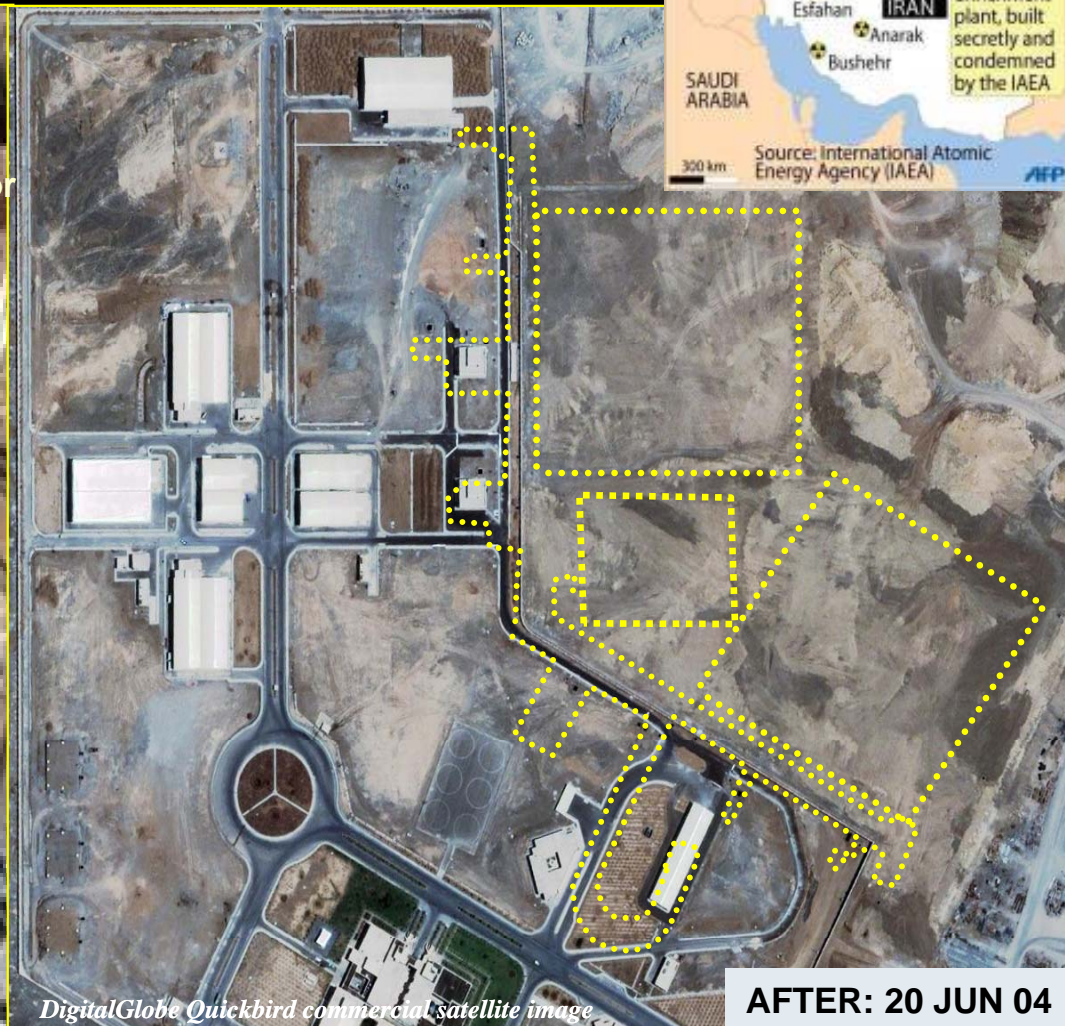 Esfahan
IRAN
plant, built
secretly and
condemned
by the IAEA
Anarak
Bushehr
SAUDI
ARABIA
300 km
Source: International Atomic
Energy Agency (IAEA)
AFP
or
DigitalGlobe Quickbird commercial satellite image
AFTER: 20 JUN 04